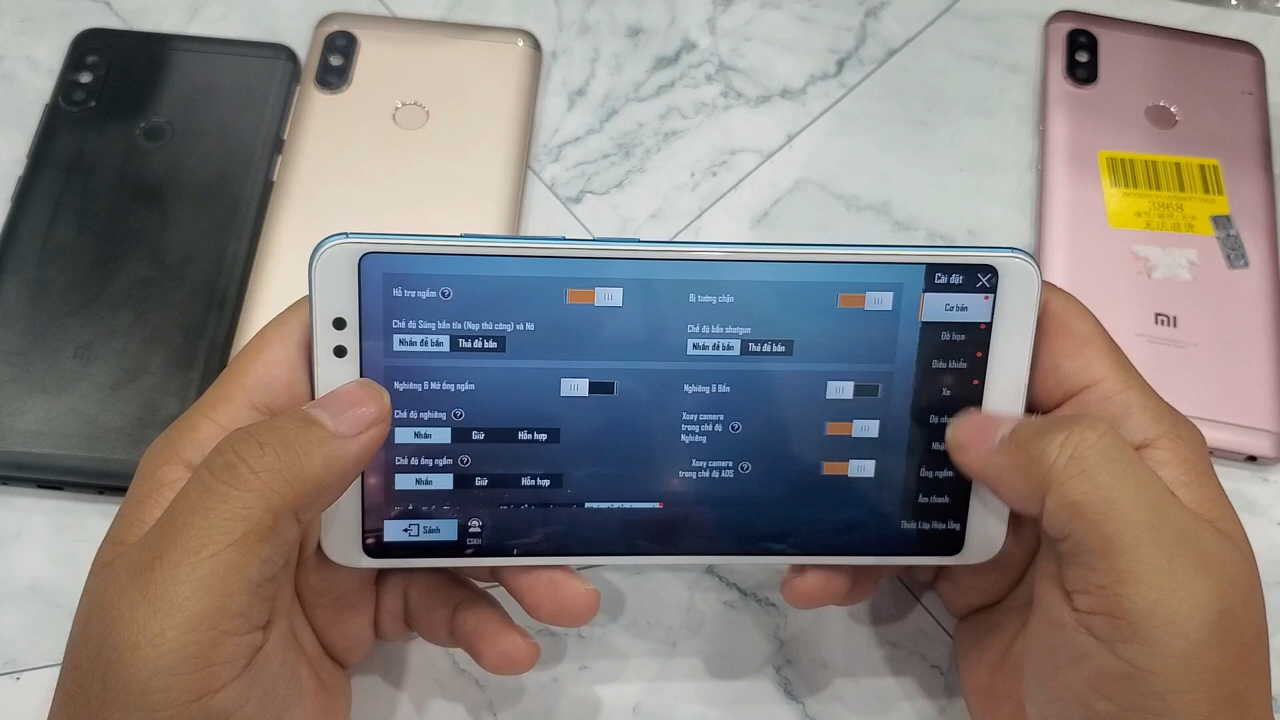 Cài đặt
Hỗ trợ ngắm ?
Bị tường chặn
Cơ bản
Chế độ Súng bắn tỉa (Nạp thủ công) và Nỏ
Nhấn để bắn Thả để bắn
Chế độ bắn shotgun
Nhấn để bắn Thả để bắn
Đồ họa
Điều khiển
Nghiêng & Mở ống ngắm
Nghiêng & Bắn
Xe
Chế độ nghiêng ?
Nhấn Giữ Hỗn hợp
Xoay camera
trong chế độ ?
Nghiêng
Chế độ ống ngắm ?
Nhấn Giữ Hỗn hợp
Xoay camera
trong chế độ ADS ?
Ống ngắm
Âm thanh
Thiết Lập Hiệu Ứng
Sảnh
CSKH
3868
MI
MI